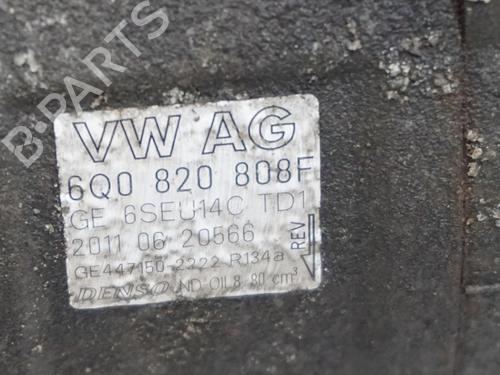 B-PARTS
VW AG
6Q0 820 808F
GE 6SEU14C TD1
2011 06 20566
GE447150 2222 R134a
DENSO ND-OIL8 80 cm³
REV